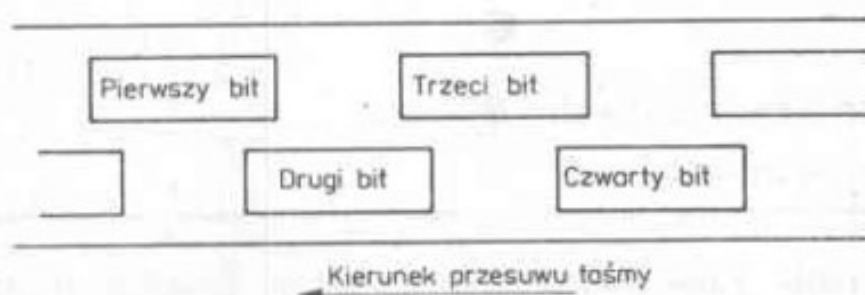 Pierwszy bit
Trzeci bit
Drugi bit
Czwarty bit
Kierunek przesuwu taśmy